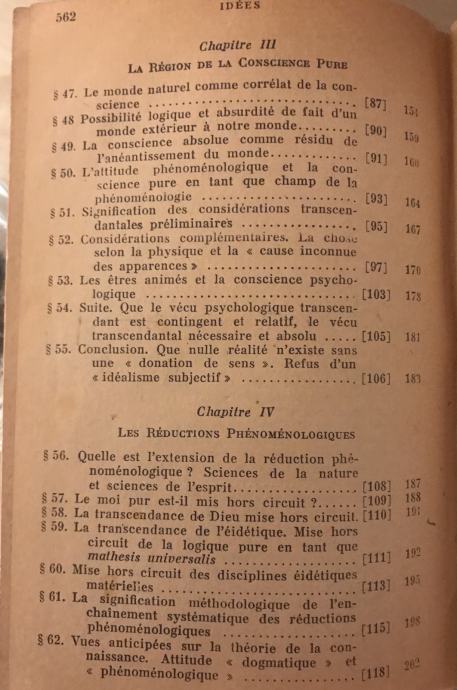 562
IDÉES
Chapitre III
LA RÉGION DE LA CONSCIENCE PURE
§ 47. Le monde naturel comme corrélat de la con-
science ................................ [87] 154
§ 48 Possibilité logique et absurdité de fait d'un
monde extérieur à notre monde......... [90] 159
§ 49. La conscience absolue comme résidu de
l'anéantissement du monde............. [91] 160
§ 50. L'attitude phénoménologique et la con-
science pure en tant que champ de la
phénoménologie ....................... [93] 164
§ 51. Signification des considérations transcen-
dantales préliminaires ................. [95] 167
§ 52. Considérations complémentaires. La chose
selon la physique et la « cause inconnue
des apparences » ...................... [97] 170
§ 53. Les êtres animés et la conscience psycho-
logique ................................ [103] 178
§ 54. Suite. Que le vécu psychologique transcen-
dant est contingent et relatif, le vécu
transcendantal nécessaire et absolu ..... [105] 181
§ 55. Conclusion. Que nulle réalité n'existe sans
une « donation de sens ». Refus d'un
« idéalisme subjectif » ................. [106] 183
Chapitre IV
LES RÉDUCTIONS PHÉNOMÉNOLOGIQUES
§ 56. Quelle est l'extension de la réduction phé-
noménologique ? Sciences de la nature
et sciences de l'esprit.................. [108] 187
§ 57. Le moi pur est-il mis hors circuit ?...... [109] 188
§ 58. La transcendance de Dieu mise hors circuit. [110] 191
§ 59. La transcendance de l'éidétique. Mise hors
circuit de la logique pure en tant que
mathesis universalis ................... [111] 192
§ 60. Mise hors circuit des disciplines éidétiques
matérielles ............................ [113] 195
§ 61. La signification méthodologique de l'en-
chaînement systématique des réductions
phénoménologiques .................... [115] 198
§ 62. Vues anticipées sur la théorie de la con-
naissance. Attitude « dogmatique » et
« phénoménologique » ................. [118] 202